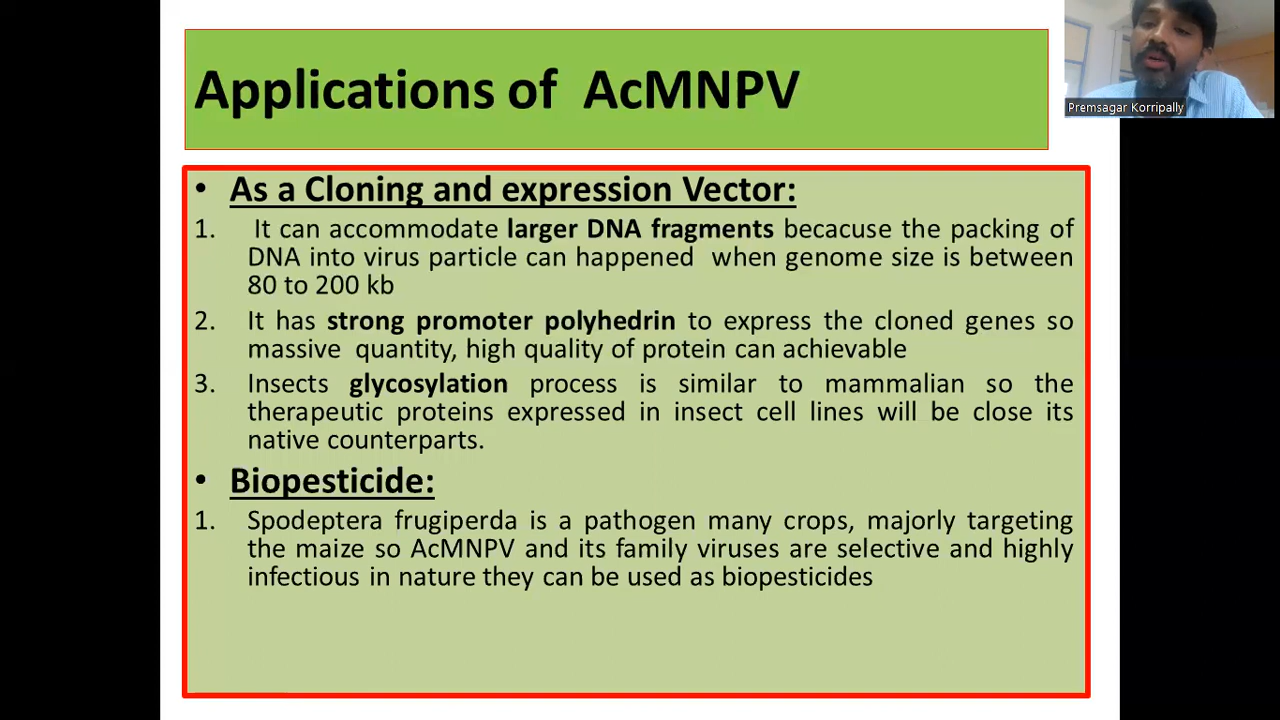 Applications of AcMNPV
Premsagar Korripally
• As a Cloning and expression Vector:
1. It can accommodate larger DNA fragments becacuse the packing of
DNA into virus particle can happened when genome size is between
80 to 200 kb
2. It has strong promoter polyhedrin to express the cloned genes so
massive quantity, high quality of protein can achievable
3. Insects glycosylation process is similar to mammalian so the
therapeutic proteins expressed in insect cell lines will be close its
native counterparts.
• Biopesticide:
1. Spodeptera frugiperda is a pathogen many crops, majorly targeting
the maize so AcMNPV and its family viruses are selective and highly
infectious in nature they can be used as biopesticides